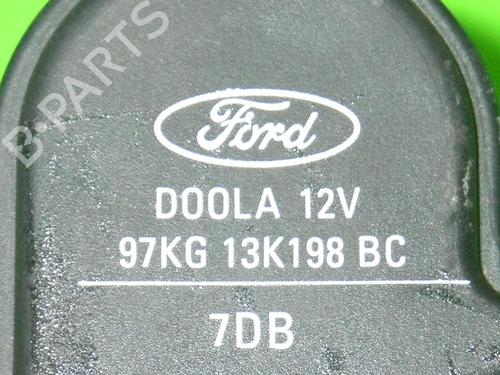 B-PARTS
Ford
DOOLA 12V
97KG 13K198 BC
7DB